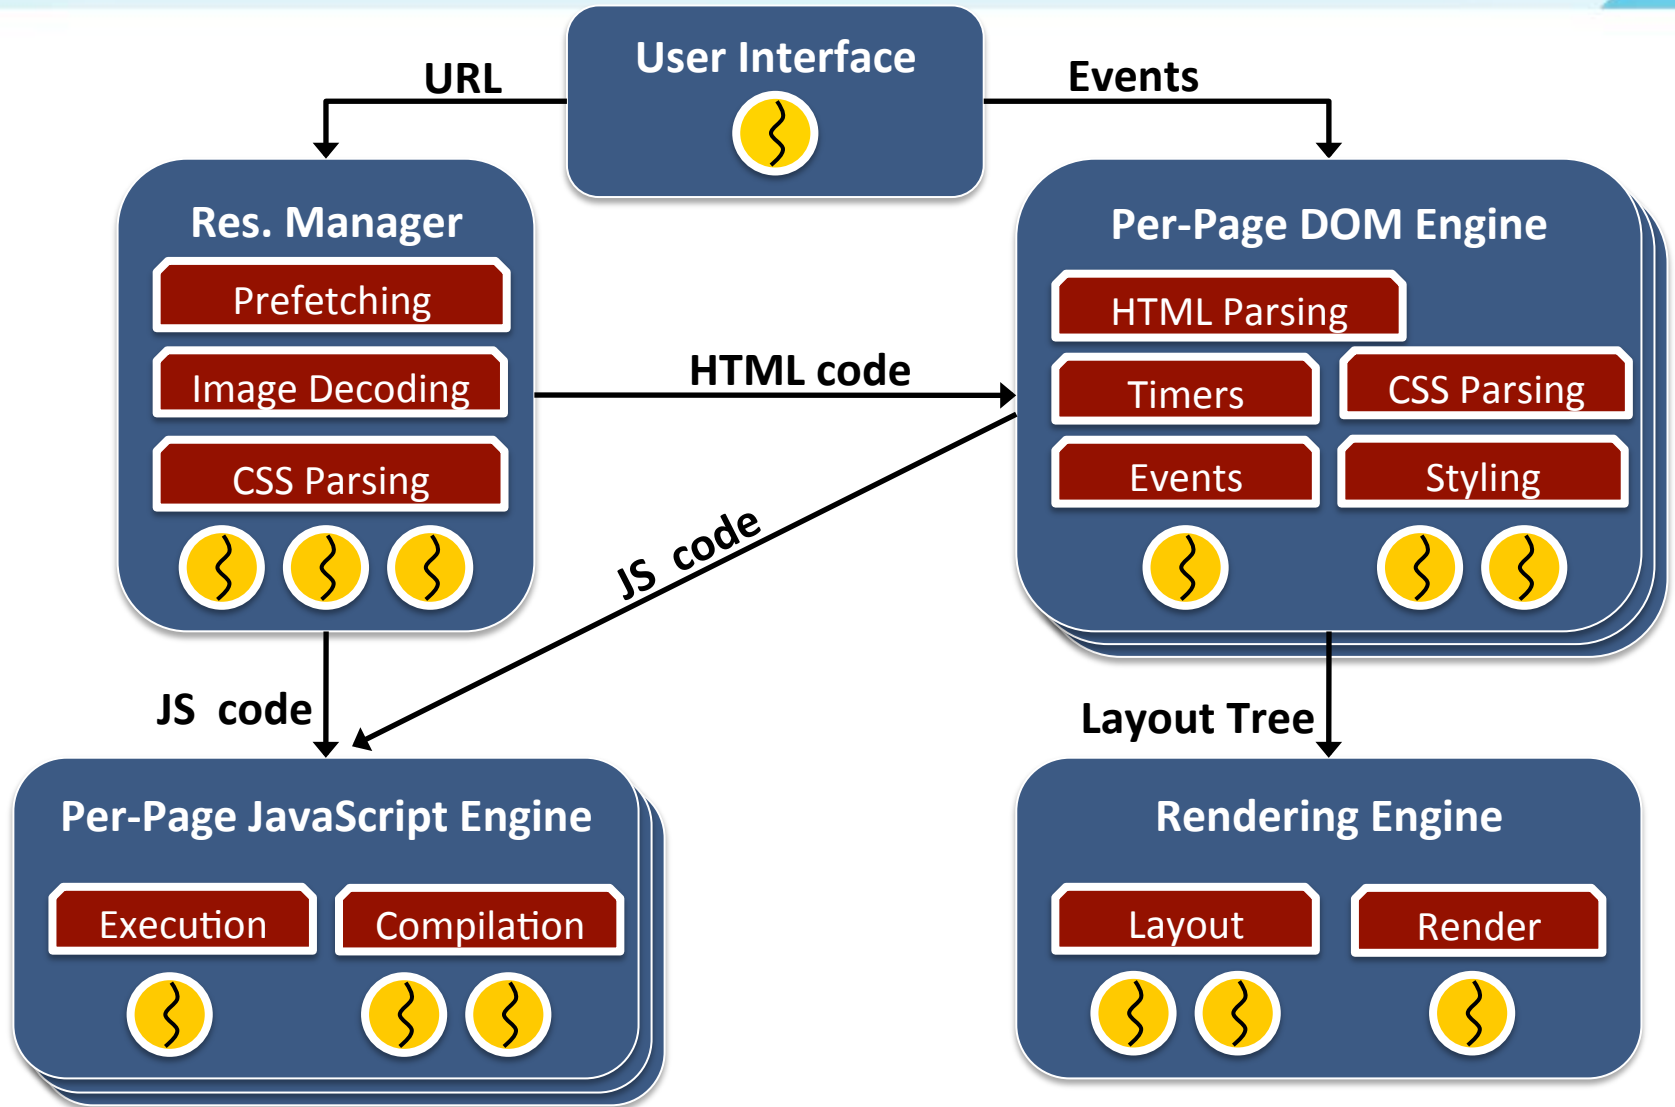 User Interface
URL
Events
Res. Manager
Prefetching
Image Decoding
CSS Parsing
HTML code
Per-Page DOM Engine
HTML Parsing
Timers
CSS Parsing
Events
Styling
JS code
JS code
Layout Tree
Per-Page JavaScript Engine
Execution
Compilation
Rendering Engine
Layout
Render